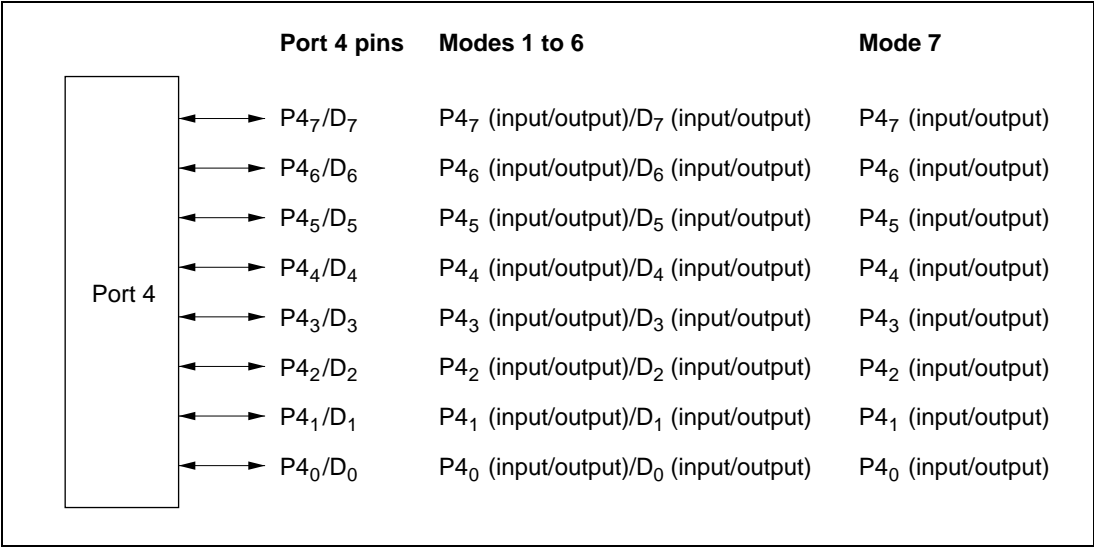 Port 4 pins Modes 1 to 6 Mode 7
P4₇/D₇ P4₇ (input/output)/D₇ (input/output) P4₇ (input/output)
P4₆/D₆ P4₆ (input/output)/D₆ (input/output) P4₆ (input/output)
P4₅/D₅ P4₅ (input/output)/D₅ (input/output) P4₅ (input/output)
P4₄/D₄ P4₄ (input/output)/D₄ (input/output) P4₄ (input/output)
Port 4
P4₃/D₃ P4₃ (input/output)/D₃ (input/output) P4₃ (input/output)
P4₂/D₂ P4₂ (input/output)/D₂ (input/output) P4₂ (input/output)
P4₁/D₁ P4₁ (input/output)/D₁ (input/output) P4₁ (input/output)
P4₀/D₀ P4₀ (input/output)/D₀ (input/output) P4₀ (input/output)